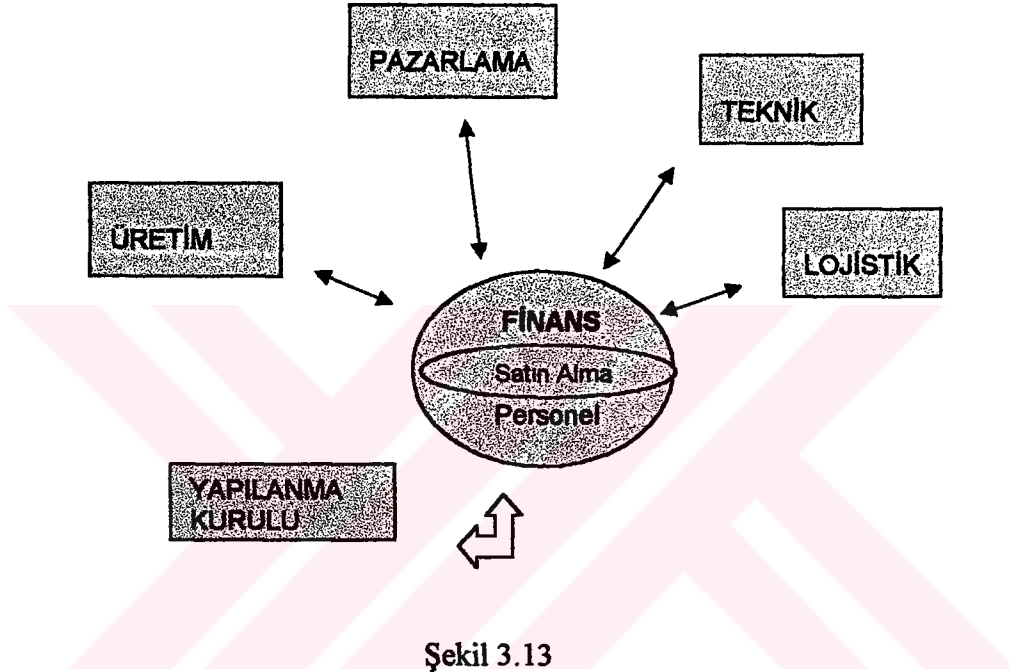 PAZARLAMA
TEKNİK
ÜRETİM
LOJİSTİK
FİNANS
Satın Alma
Personel
YAPILANMA
KURULU
Şekil 3.13